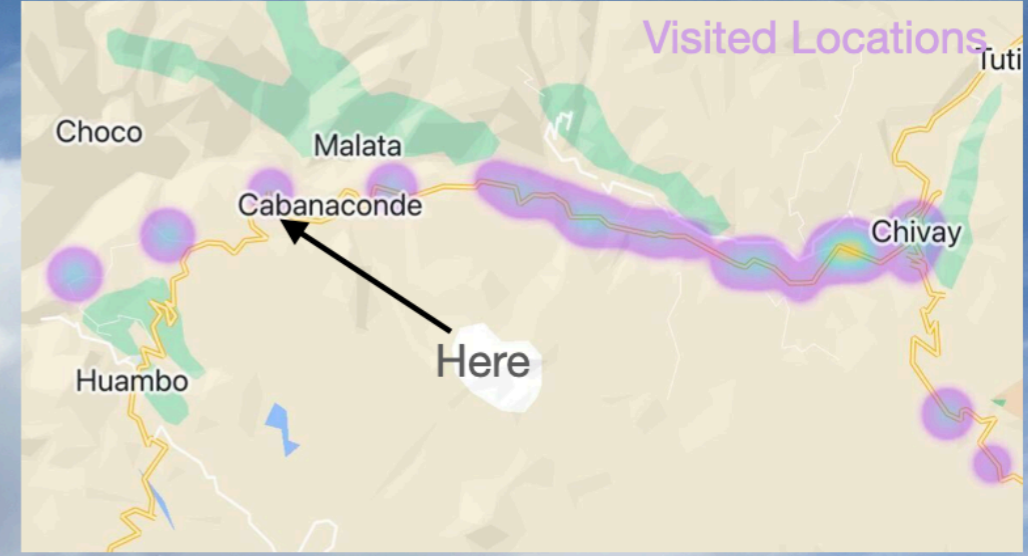 Visited Locations
Tuti
Choco
Malata
Cabanaconde
Chivay
Here
Huambo